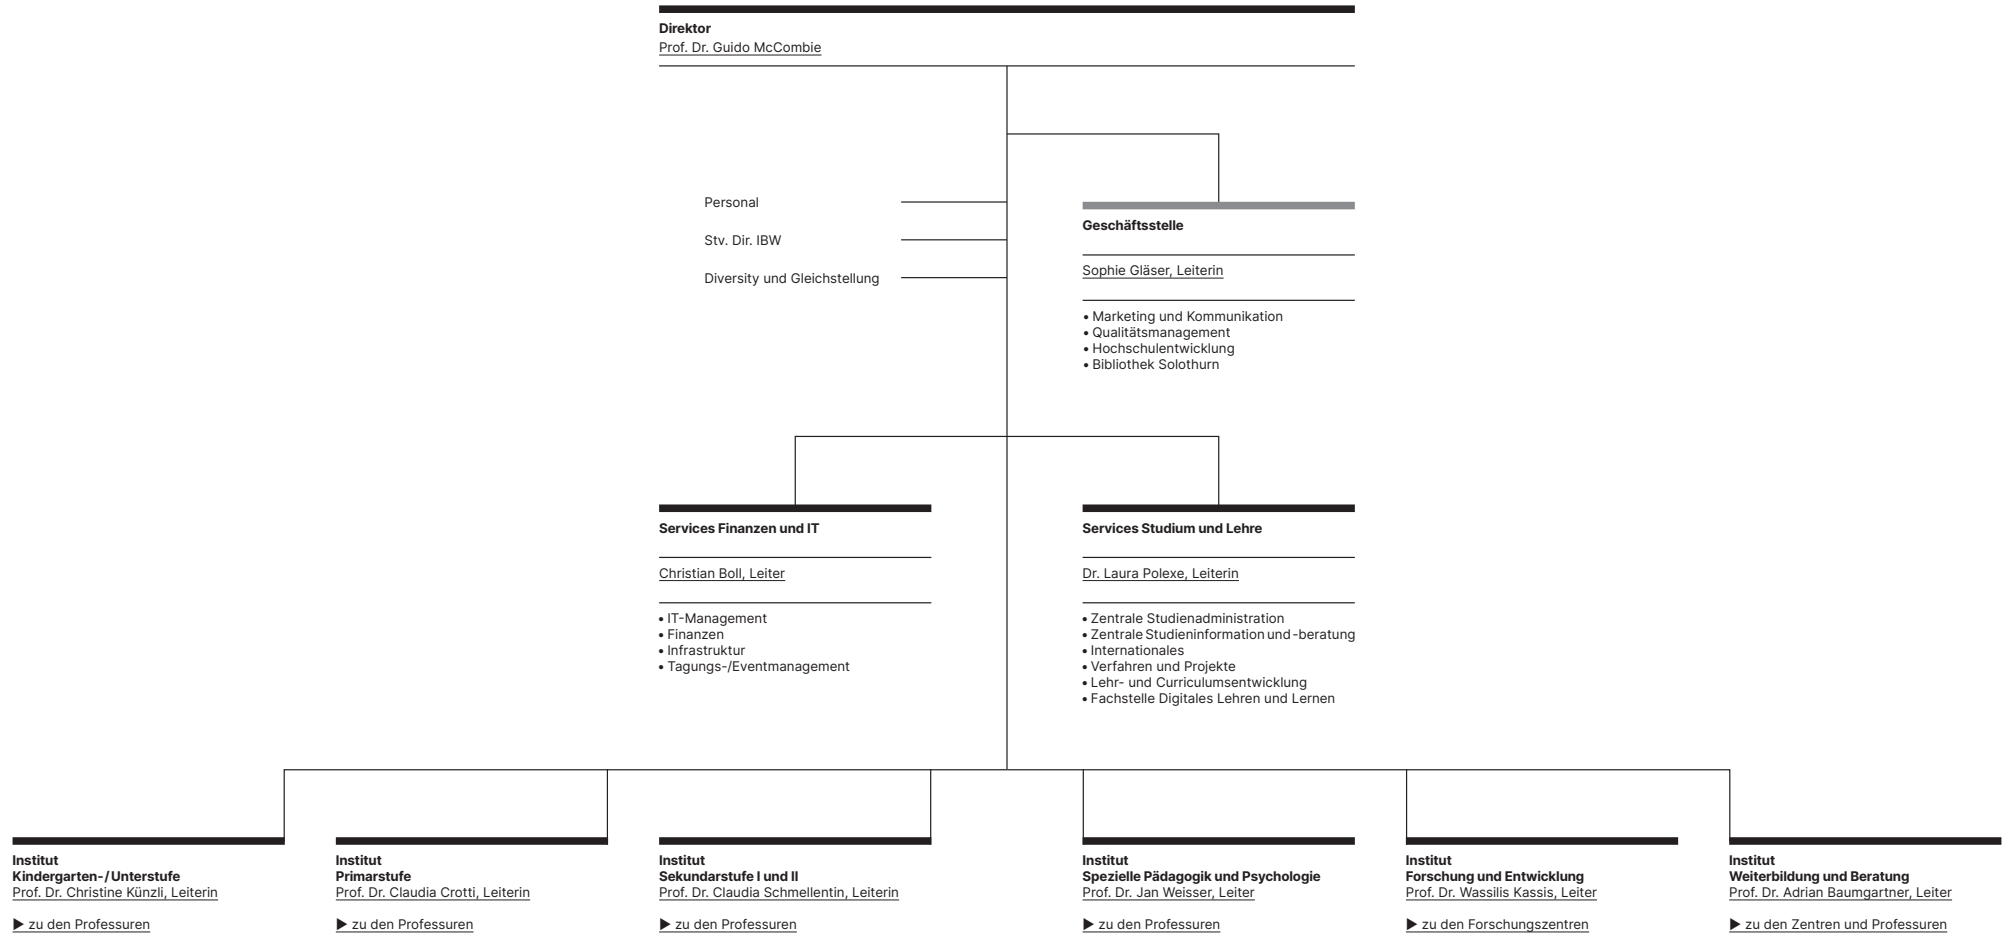 Direktor
Prof. Dr. Guido McCombie
Personal
Stv. Dir. IBW
Diversity und Gleichstellung
Geschäftsstelle
Sophie Gläser, Leiterin
• Marketing und Kommunikation
• Qualitätsmanagement
• Hochschulentwicklung
• Bibliothek Solothurn
Services Finanzen und IT
Christian Boll, Leiter
• IT-Management
• Finanzen
• Infrastruktur
• Tagungs-/Eventmanagement
Services Studium und Lehre
Dr. Laura Polexe, Leiterin
• Zentrale Studienadministration
• Zentrale Studieninformation und -beratung
• Internationales
• Verfahren und Projekte
• Lehr- und Curriculumsentwicklung
• Fachstelle Digitales Lehren und Lernen
Institut
Kindergarten-/Unterstufe
Prof. Dr. Christine Künzli, Leiterin
▶ zu den Professuren
Institut
Primarstufe
Prof. Dr. Claudia Crotti, Leiterin
▶ zu den Professuren
Institut
Sekundarstufe I und II
Prof. Dr. Claudia Schmellentin, Leiterin
▶ zu den Professuren
Institut
Spezielle Pädagogik und Psychologie
Prof. Dr. Jan Weisser, Leiter
▶ zu den Professuren
Institut
Forschung und Entwicklung
Prof. Dr. Wassilis Kassis, Leiter
▶ zu den Forschungszentren
Institut
Weiterbildung und Beratung
Prof. Dr. Adrian Baumgartner, Leiter
▶ zu den Zentren und Professuren